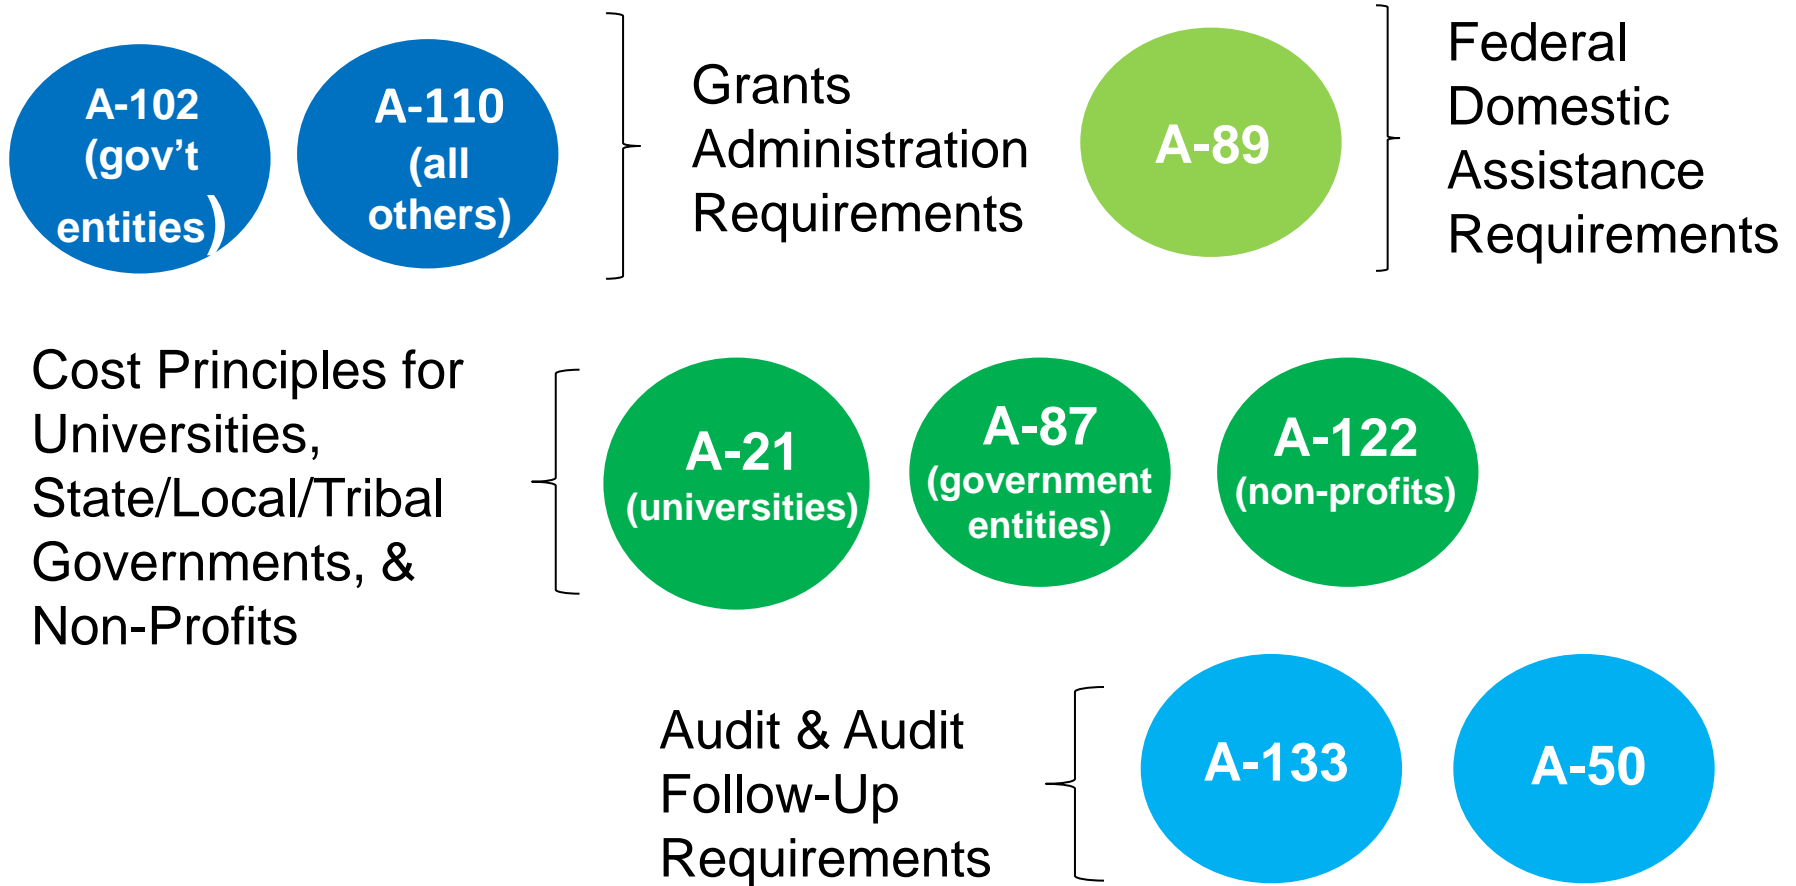 A-102
(gov’t
entities)
A-110
(all
others)
Grants
Administration
Requirements
A-89
Federal
Domestic
Assistance
Requirements
Cost Principles for
Universities,
State/Local/Tribal
Governments, &
Non-Profits
A-21
(universities)
A-87
(government
entities)
A-122
(non-profits)
Audit & Audit
Follow-Up
Requirements
A-133
A-50